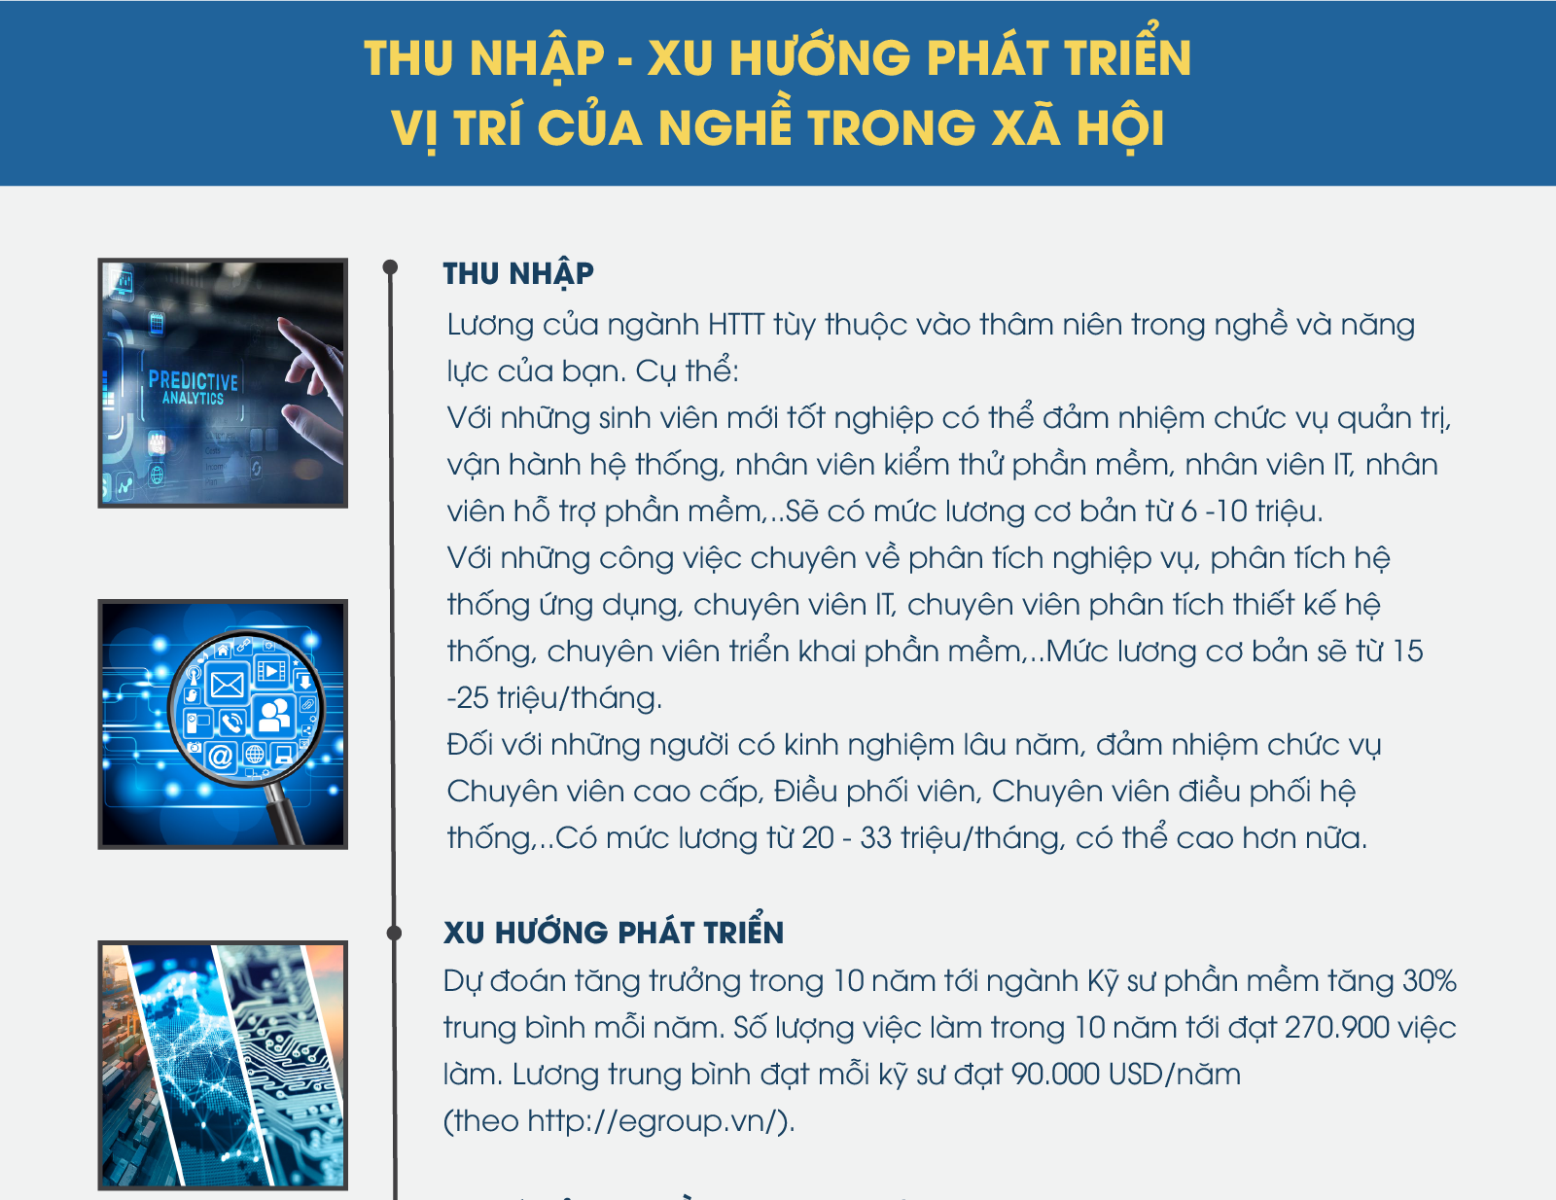 THU NHẬP - XU HƯỚNG PHÁT TRIỂN
VỊ TRÍ CỦA NGHỀ TRONG XÃ HỘI
PREDICTIVE
ANALYTICS
THU NHẬP
Lương của ngành HTTT tùy thuộc vào thâm niên trong nghề và năng
lực của bạn. Cụ thể:
Với những sinh viên mới tốt nghiệp có thể đảm nhiệm chức vụ quản trị,
vận hành hệ thống, nhân viên kiểm thử phần mềm, nhân viên IT, nhân
viên hỗ trợ phần mềm,..Sẽ có mức lương cơ bản từ 6 -10 triệu.
Với những công việc chuyên về phân tích nghiệp vụ, phân tích hệ
thống ứng dụng, chuyên viên IT, chuyên viên phân tích thiết kế hệ
thống, chuyên viên triển khai phần mềm,..Mức lương cơ bản sẽ từ 15
-25 triệu/tháng.
Đối với những người có kinh nghiệm lâu năm, đảm nhiệm chức vụ
Chuyên viên cao cấp, Điều phối viên, Chuyên viên điều phối hệ
thống,..Có mức lương từ 20 - 33 triệu/tháng, có thể cao hơn nữa.
XU HƯỚNG PHÁT TRIỂN
Dự đoán tăng trưởng trong 10 năm tới ngành Kỹ sư phần mềm tăng 30%
trung bình mỗi năm. Số lượng việc làm trong 10 năm tới đạt 270.900 việc
làm. Lương trung bình đạt mỗi kỹ sư đạt 90.000 USD/năm
(theo http://egroup.vn/).